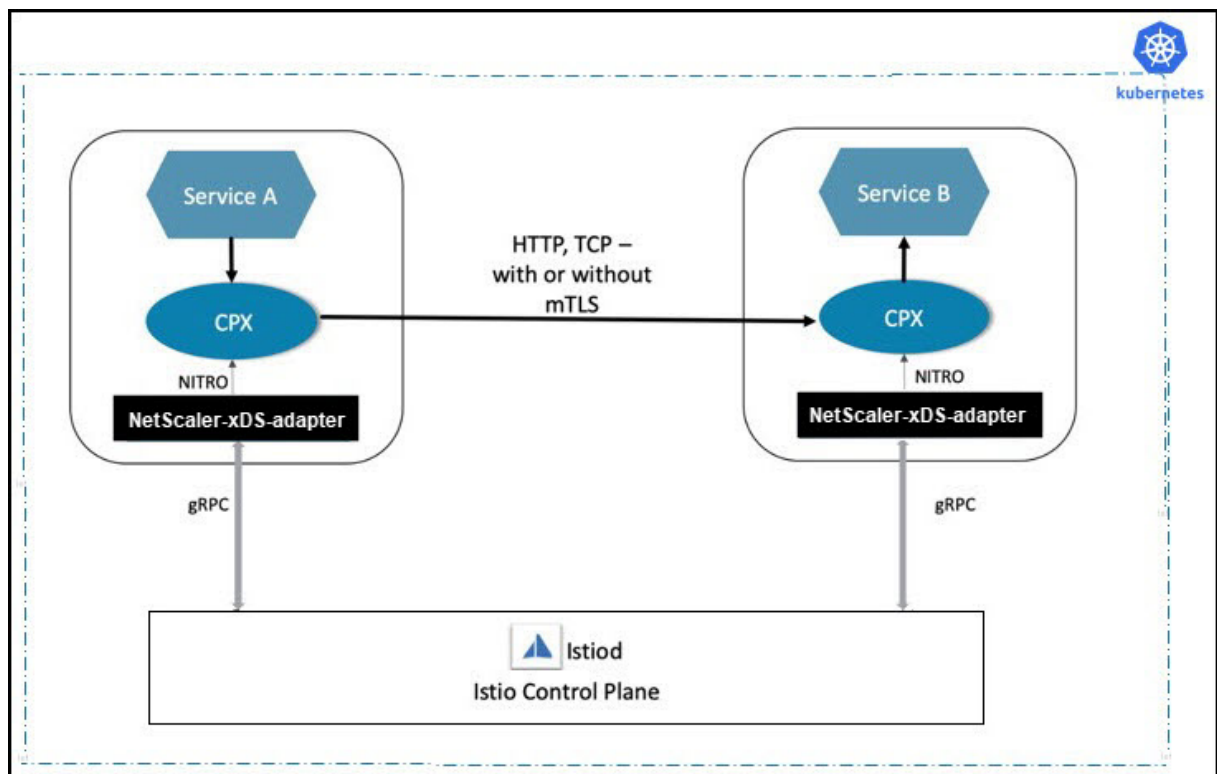 kubernetes
Service A
Service B
HTTP, TCP –
with or without
mTLS
CPX
CPX
NITRO
NITRO
NetScaler-xDS-adapter
NetScaler-xDS-adapter
gRPC
gRPC
Istiod
Istio Control Plane